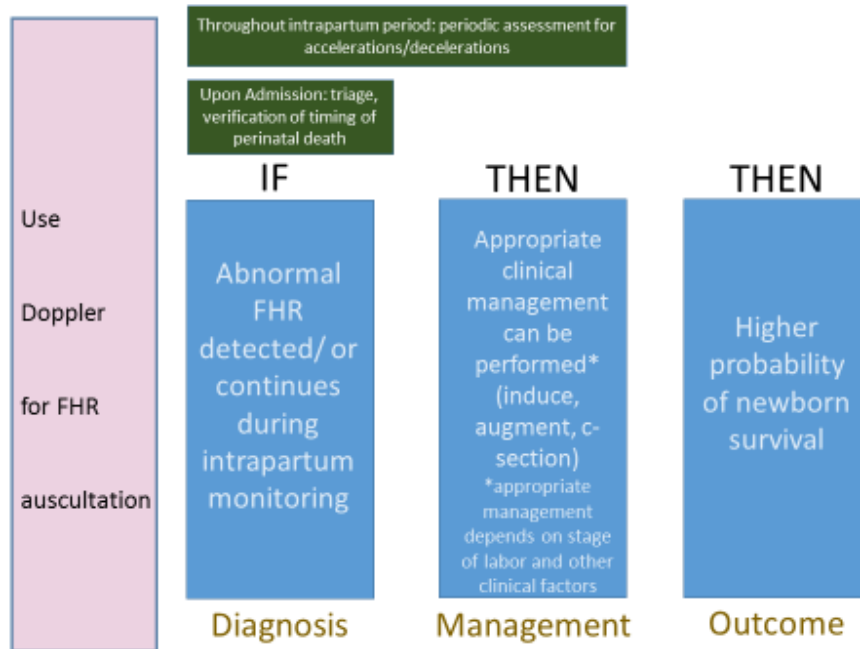 Throughout intrapartum period: periodic assessment for
accelerations/decelerations
Upon Admission: triage,
verification of timing of
perinatal death
Use
Doppler
for FHR
auscultation
IF
Abnormal
FHR
detected/ or
continues
during
intrapartum
monitoring
Diagnosis
THEN
Appropriate
clinical
management
can be
performed*
(induce,
augment, c-
section)
*appropriate
management
depends on stage
of labor and other
clinical factors
Management
THEN
Higher
probability
of newborn
survival
Outcome